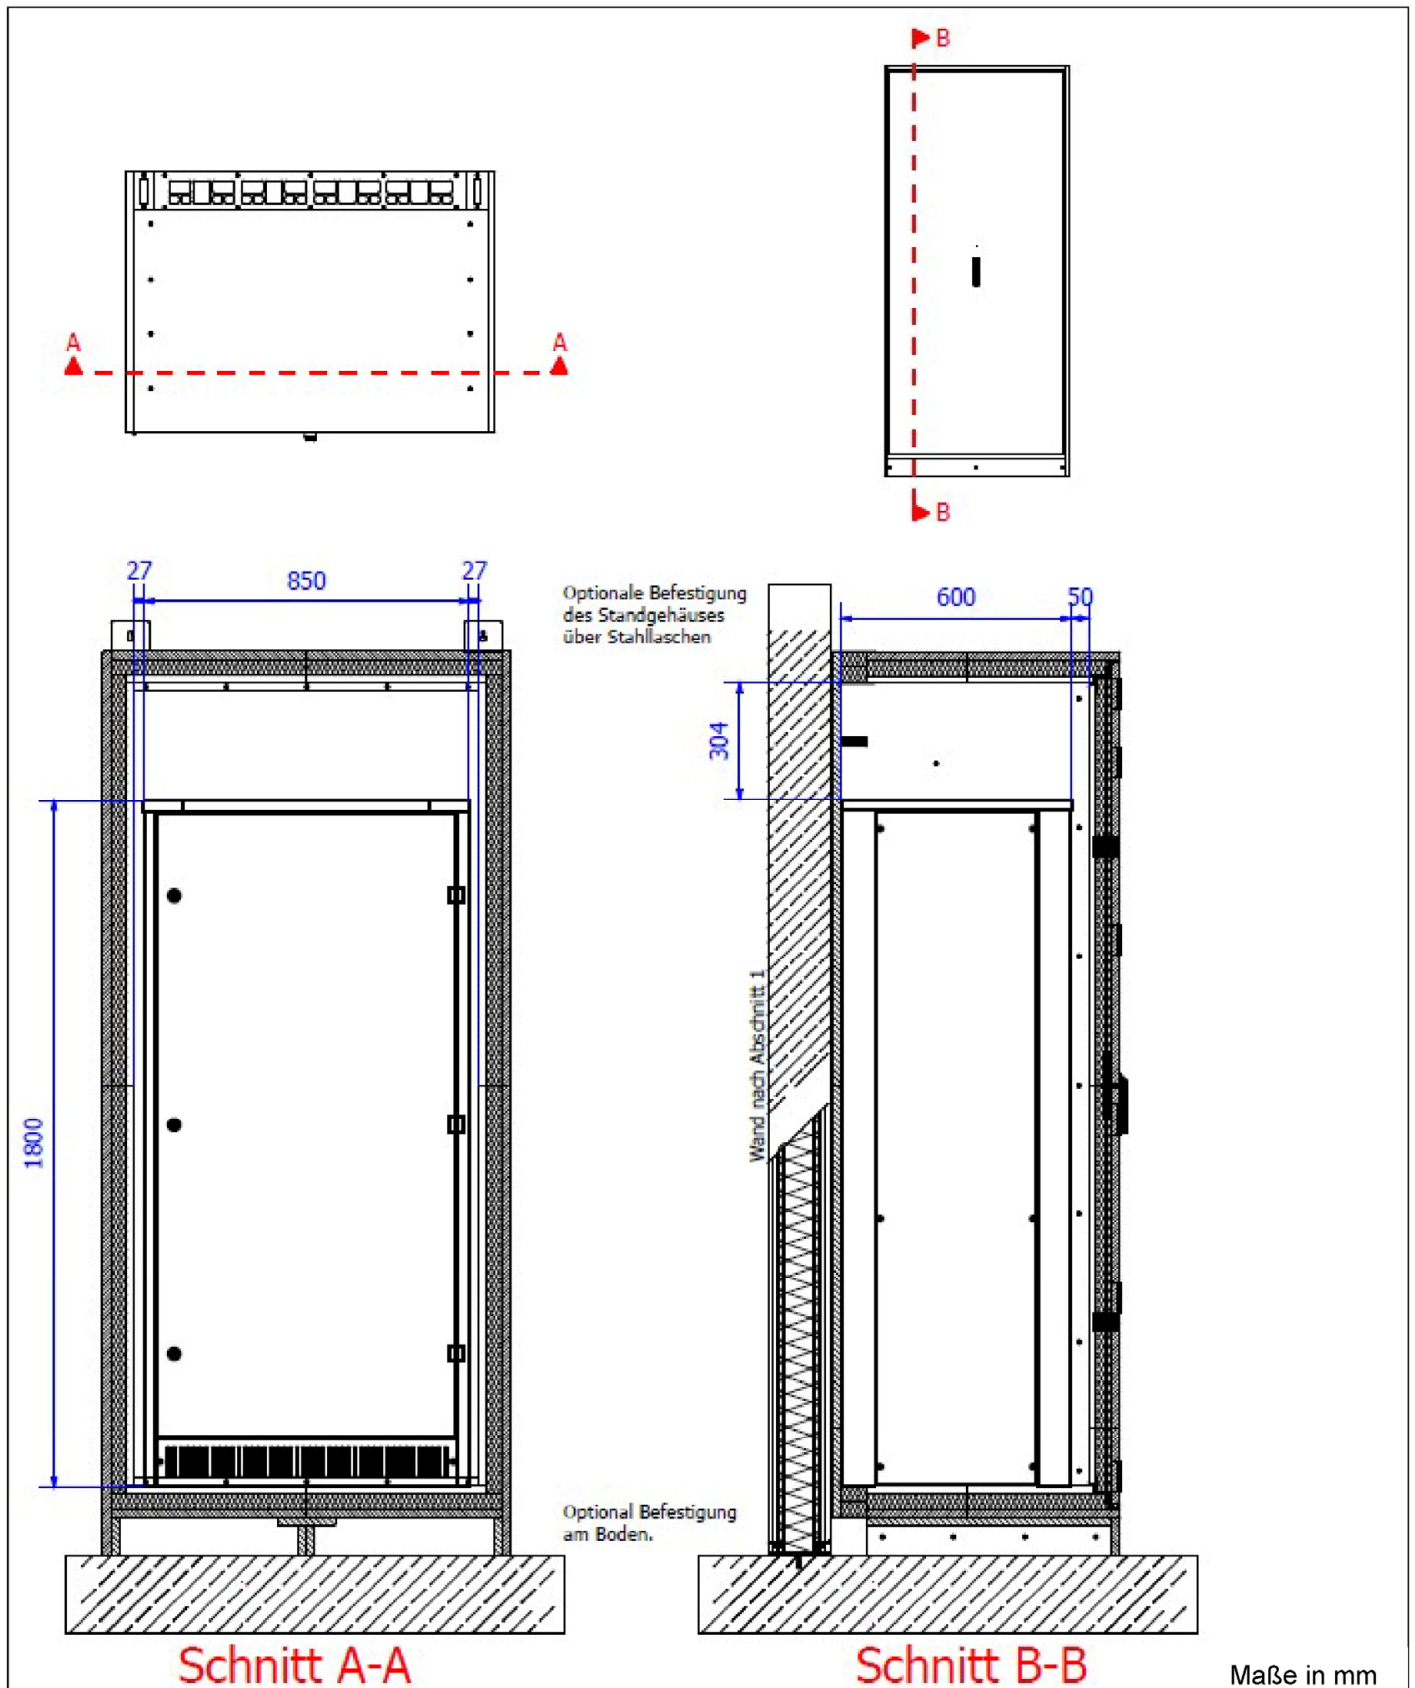 B
A
A
B
27
850
27
Optionale Befestigung
des Standgehäuses
über Stahllaschen
600
50
304
Wand nach Abschnitt 1
1800
Optional Befestigung
am Boden.
Schnitt A-A
Schnitt B-B
Maße in mm